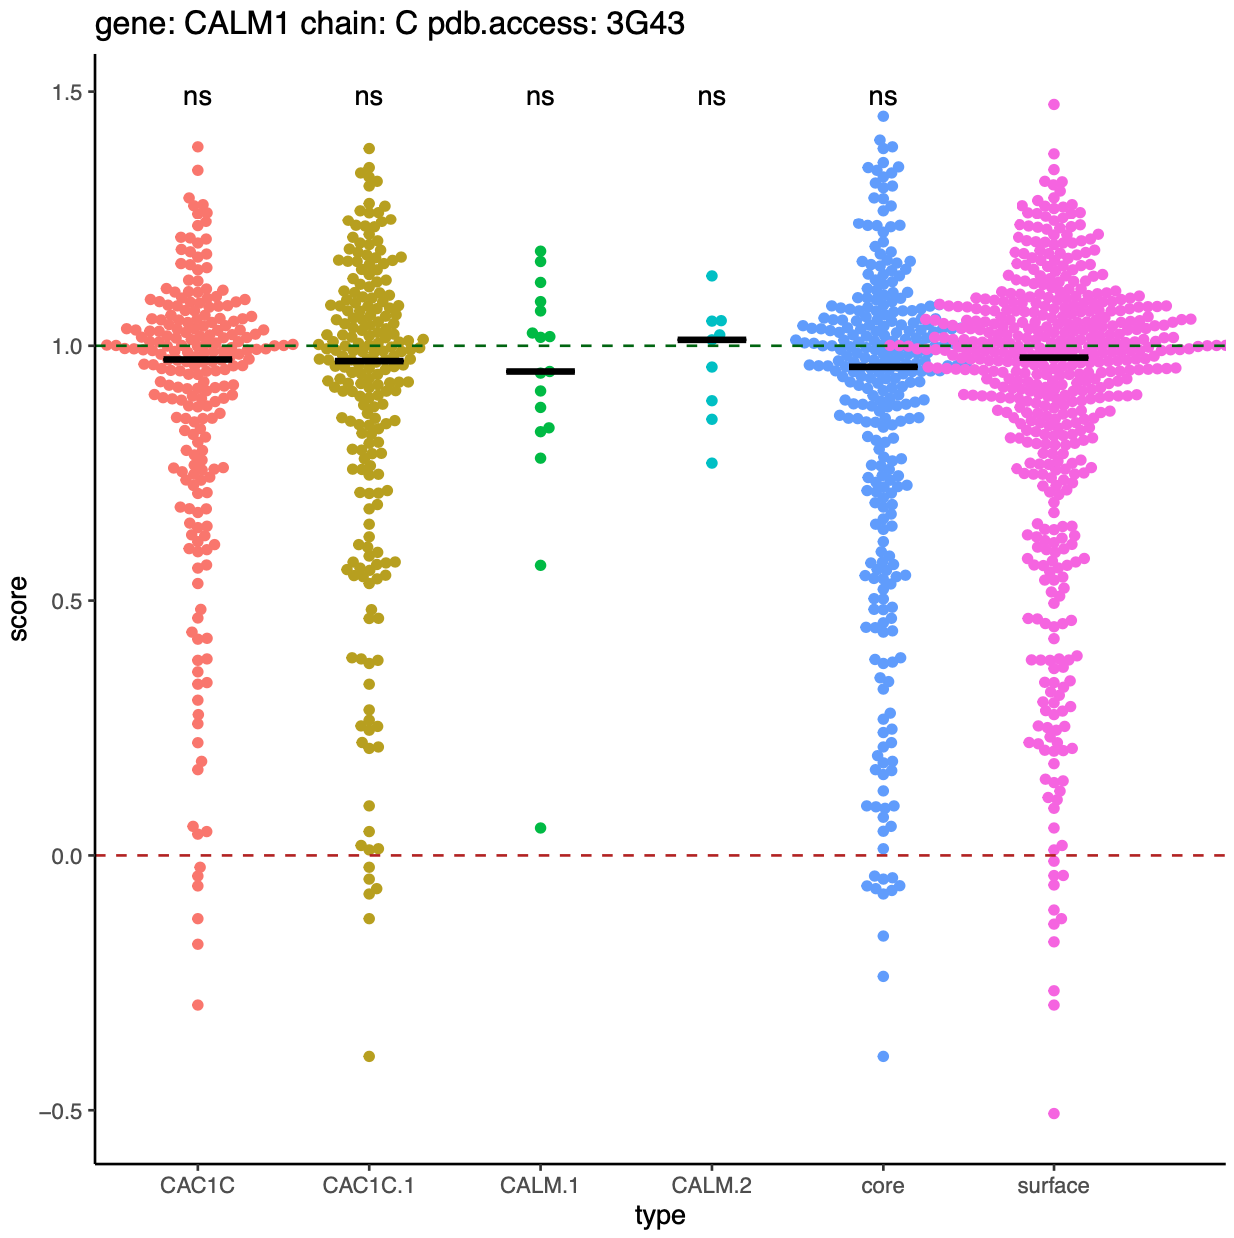 gene: CALM1 chain: C pdb.access: 3G43
ns ns ns ns ns
1.5
1.0
0.5
0.0
−0.5
score
CAC1C CAC1C.1 CALM.1 CALM.2 core surface
type